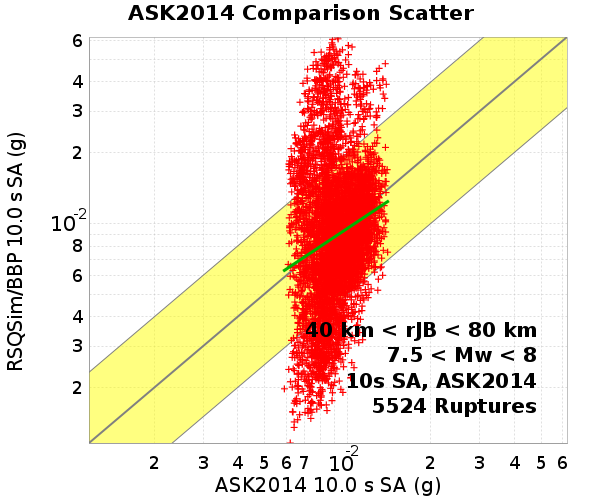 ASK2014 Comparison Scatter
RSQSim/BBP 10.0 s SA (g)
6
4
3
2
10-2
8
6
4
3
2
40 km < rJB < 80 km
7.5 < Mw < 8
10s SA, ASK2014
5524 Ruptures
2 3 4 5 6 7 10-2 2 3 4 5 6
ASK2014 10.0 s SA (g)